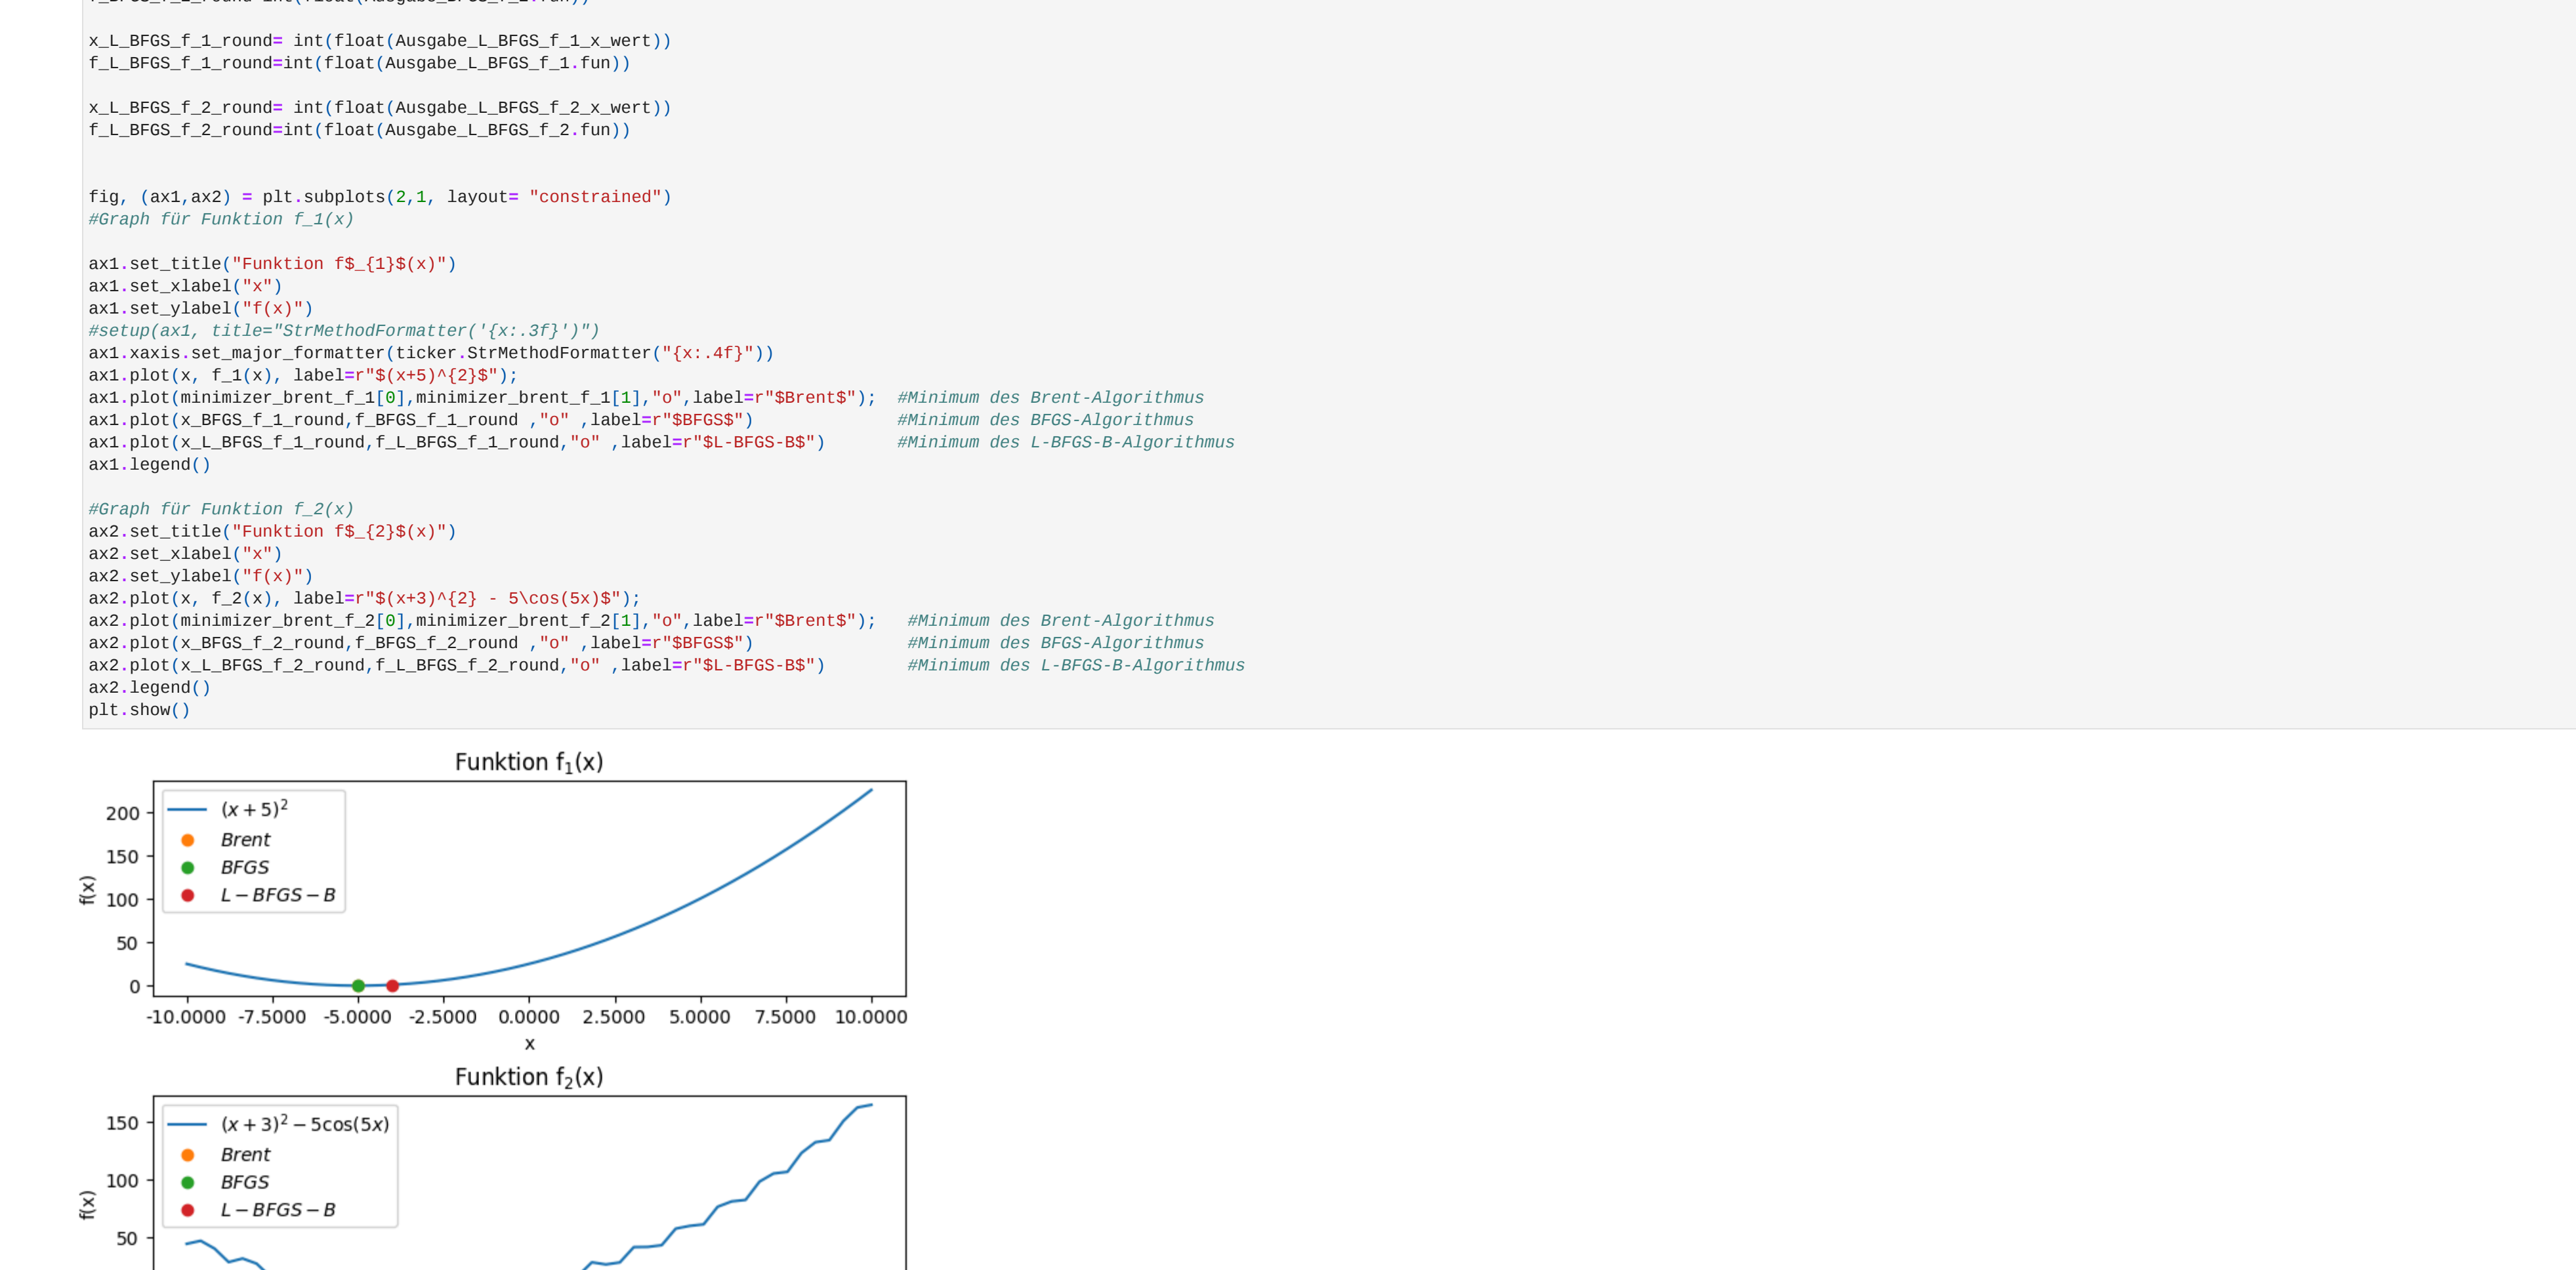 f_BFGS_f_2_round=int(float(Ausgabe_BFGS_f_2.fun))
x_L_BFGS_f_1_round= int(float(Ausgabe_L_BFGS_f_1_x_wert))
f_L_BFGS_f_1_round=int(float(Ausgabe_L_BFGS_f_1.fun))
x_L_BFGS_f_2_round= int(float(Ausgabe_L_BFGS_f_2_x_wert))
f_L_BFGS_f_2_round=int(float(Ausgabe_L_BFGS_f_2.fun))
fig, (ax1,ax2) = plt.subplots(2,1, layout= "constrained")
#Graph für Funktion f_1(x)
ax1.set_title("Funktion f$_{1}$(x)")
ax1.set_xlabel("x")
ax1.set_ylabel("f(x)")
#setup(ax1, title="StrMethodFormatter('{x:.3f}')")
ax1.xaxis.set_major_formatter(ticker.StrMethodFormatter("{x:.4f}"))
ax1.plot(x, f_1(x), label=r"$(x+5)^{2}$");
ax1.plot(minimizer_brent_f_1[0],minimizer_brent_f_1[1],"o",label=r"$Brent$");  #Minimum des Brent-Algorithmus
ax1.plot(x_BFGS_f_1_round,f_BFGS_f_1_round ,"o" ,label=r"$BFGS$")              #Minimum des BFGS-Algorithmus
ax1.plot(x_L_BFGS_f_1_round,f_L_BFGS_f_1_round,"o" ,label=r"$L-BFGS-B$")       #Minimum des L-BFGS-B-Algorithmus
ax1.legend()
#Graph für Funktion f_2(x)
ax2.set_title("Funktion f$_{2}$(x)")
ax2.set_xlabel("x")
ax2.set_ylabel("f(x)")
ax2.plot(x, f_2(x), label=r"$(x+3)^{2} - 5\cos(5x)$");
ax2.plot(minimizer_brent_f_2[0],minimizer_brent_f_2[1],"o",label=r"$Brent$");   #Minimum des Brent-Algorithmus
ax2.plot(x_BFGS_f_2_round,f_BFGS_f_2_round ,"o" ,label=r"$BFGS$")               #Minimum des BFGS-Algorithmus
ax2.plot(x_L_BFGS_f_2_round,f_L_BFGS_f_2_round,"o" ,label=r"$L-BFGS-B$")        #Minimum des L-BFGS-B-Algorithmus
ax2.legend()
plt.show()
Funktion f₁(x)
(x + 5)²
Brent
BFGS
L − BFGS − B
200
150
100
50
0
f(x)
-10.0000 -7.5000 -5.0000 -2.5000 0.0000 2.5000 5.0000 7.5000 10.0000
x
Funktion f₂(x)
(x + 3)² − 5cos(5x)
Brent
BFGS
L − BFGS − B
150
100
50
f(x)